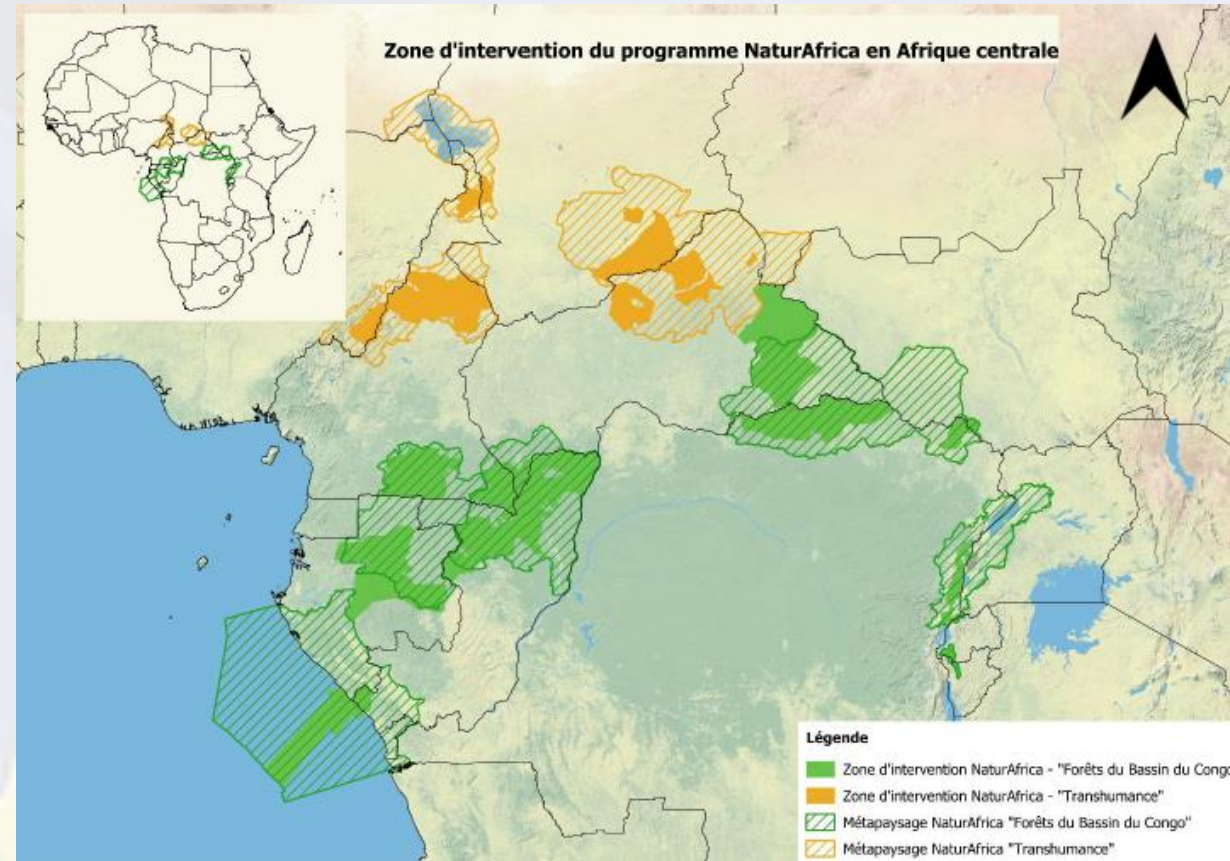 Zone d'intervention du programme NaturAfrica en Afrique centrale
Légende
Zone d'intervention NaturAfrica - "Forêts du Bassin du Congo
Zone d'intervention NaturAfrica - "Transhumance"
Métapaysage NaturAfrica "Forêts du Bassin du Congo"
Métapaysage NaturAfrica "Transhumance"